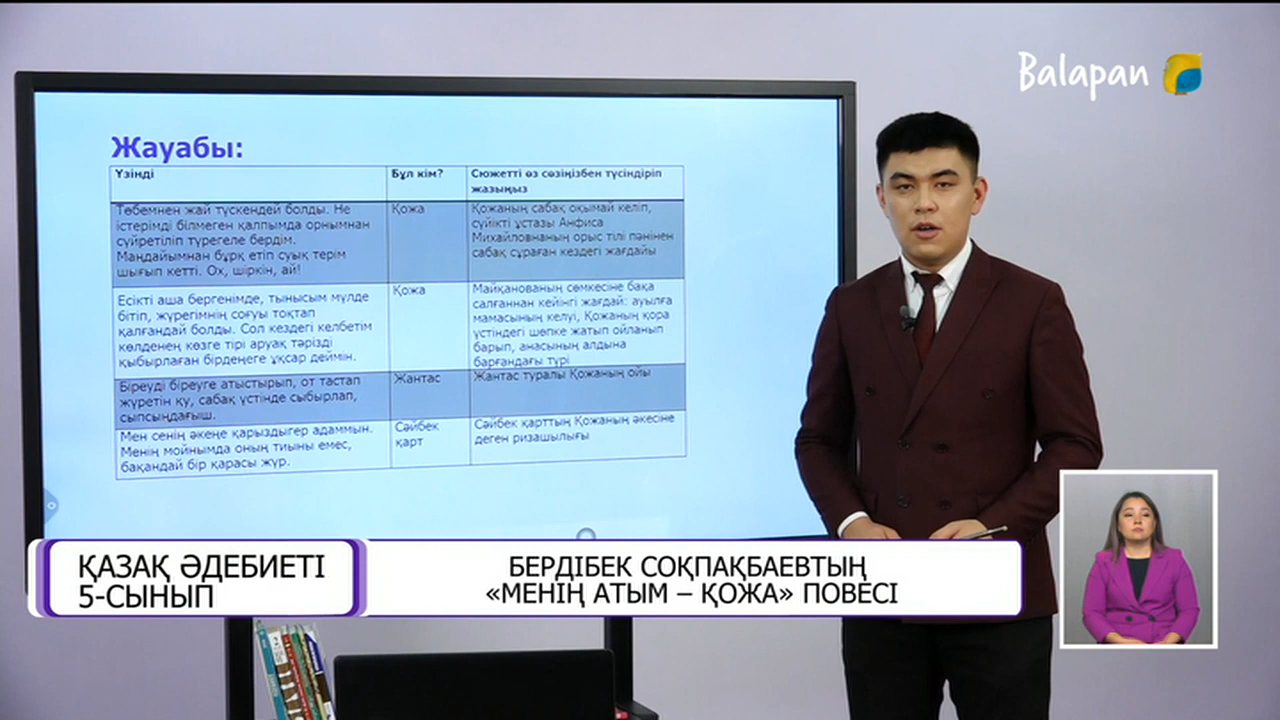 Balapan
Жауабы:
Үзінді
Бұл кім?
Сюжетті өз сөзіңізбен түсіндіріп
жазыңыз
Төбемнен жай түскендей болды. Не
істерімді білмеген қалпымда орнымнан
сүйретіліп түрегеле бердім.
Маңдайымнан бұрқ етіп суық терім
шығып кетті. Ох, шіркін, ай!
Қожа
Қожаның сабақ оқымай келіп,
сүйікті ұстазы Анфиса
Михайловнаның орыс тілі пәнінен
сабақ сұраған кездегі жағдайы
Есікті аша бергенімде, тынысым мүлде
бітіп, жүрегімнің соғуы тоқтап
қалғандай болды. Сол кездегі келбетім
көлденең көзге тірі аруақ тәрізді
қыбырлаған бірдеңеге ұқсар деймін.
Қожа
Майқанованың сөмкесіне бақа
салғаннан кейінгі жағдай: ауылға
мамасының келуі, Қожаның қора
үстіндегі шөпке жатып ойланып
барып, анасының алдына
барғандағы түрі
Біреуді біреуге атыстырып, от тастап
жүретін қу, сабақ үстінде сыбырлап,
сыпсыңдағыш.
Жантас
Жантас туралы Қожаның ойы
Мен сенің әкеңе қарыздыгер адаммын.
Менің мойнымда оның тиыны емес,
бақандай бір қарасы жүр.
Сәйбек
қарт
Сәйбек қарттың Қожаның әкесіне
деген ризашылығы
ҚАЗАҚ ӘДЕБИЕТІ
5-СЫНЫП
БЕРДІБЕК СОҚПАҚБАЕВТЫҢ
«МЕНІҢ АТЫМ – ҚОЖА» ПОВЕСІ